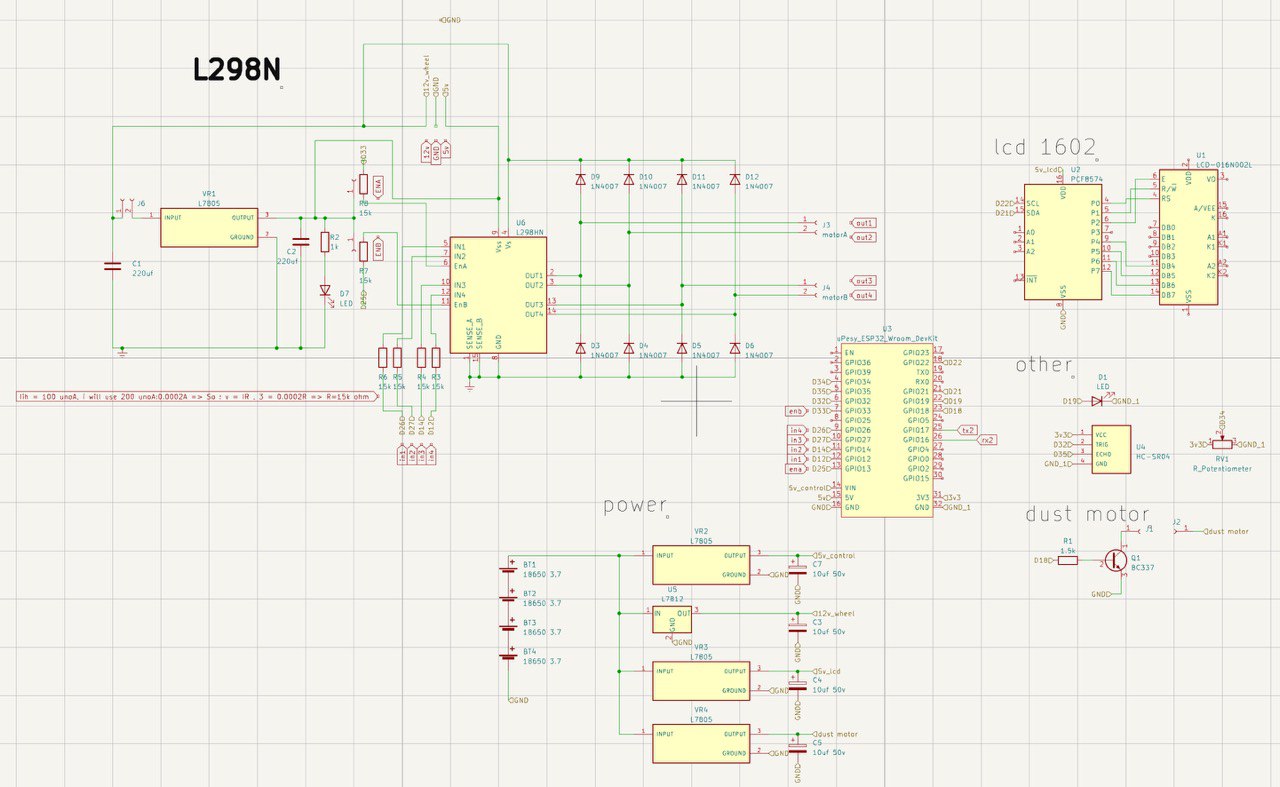 GND
L298N
12v_wheel
GND
5v
12v
GND
5v
D33
ENA
R8
15k
J6
VR1
L7805
INPUT
OUTPUT
GROUND
1
3
2
C1
220uf
C2
220uf
R2
1k
D7
LED
ENB
R7
15k
D25
U6
L298HN
IN1
IN2
EnA
IN3
IN4
EnB
Vss
Vs
OUT1
OUT2
OUT3
OUT4
SENSE_A
SENSE_B
GND
R6
15k
R5
15k
R4
15k
R3
15k
D26
D27
D14
D12
in1
in2
in3
in4
Iih = 100 unoA, i will use 200 unoA:0.0002A => So : v = IR , 3 = 0.0002R => R=15k ohm
D9
1N4007
D10
1N4007
D11
1N4007
D12
1N4007
D3
1N4007
D4
1N4007
D5
1N4007
D6
1N4007
J3
motorA
out1
out2
J4
motorB
out3
out4
lcd 1602
5v_lcd
U2
PCF8574
D22
D21
SCL
SDA
A0
A1
A2
INT
VDD
VSS
P0
P1
P2
P3
P4
P5
P6
P7
GND
U1
LCD-016N002L
E
R/W
RS
DB0
DB1
DB2
DB3
DB4
DB5
DB6
DB7
VDD
VSS
VO
A/VEE
K
A1
K1
A2
K2
U3
uPesy_ESP32_Wroom_DevKit
EN
GPIO36
GPIO39
GPIO34
GPIO35
GPIO32
GPIO33
GPIO25
GPIO26
GPIO27
GPIO14
GPIO12
GPIO13
VIN
5V
GND
GPIO23
GPIO22
TX0
RX0
GPIO21
GPIO19
GPIO18
GPIO5
GPIO17
GPIO16
GPIO4
GPIO0
GPIO2
GPIO15
3V3
GND
D34
D35
D32
enb
D33
in4
D26
in3
D27
in2
D14
in1
D12
ena
D25
5v_control
5v
GND
D22
D21
D19
D18
tx2
rx2
3v3
GND_1
other
D1
LED
D19
GND_1
3v3
D32
D35
GND_1
VCC
TRIG
ECHO
GND
U4
HC-SR04
D34
3v3
GND_1
RV1
R_Potentiometer
dust motor
J1
J2
dust motor
R1
1.5k
D18
Q1
BC337
GND
power
BT1
18650 3.7
BT2
18650 3.7
BT3
18650 3.7
BT4
18650 3.7
GND
VR2
L7805
INPUT
OUTPUT
GROUND
GND
5v_control
C7
10uf 50v
GND
U5
L7812
IN
OUT
GND
GND
12v_wheel
C3
10uf 50v
GND
VR3
L7805
INPUT
OUTPUT
GROUND
GND
5v_lcd
C4
10uf 50v
GND
VR4
L7805
INPUT
OUTPUT
GROUND
GND
dust motor
C5
10uf 50v
GND